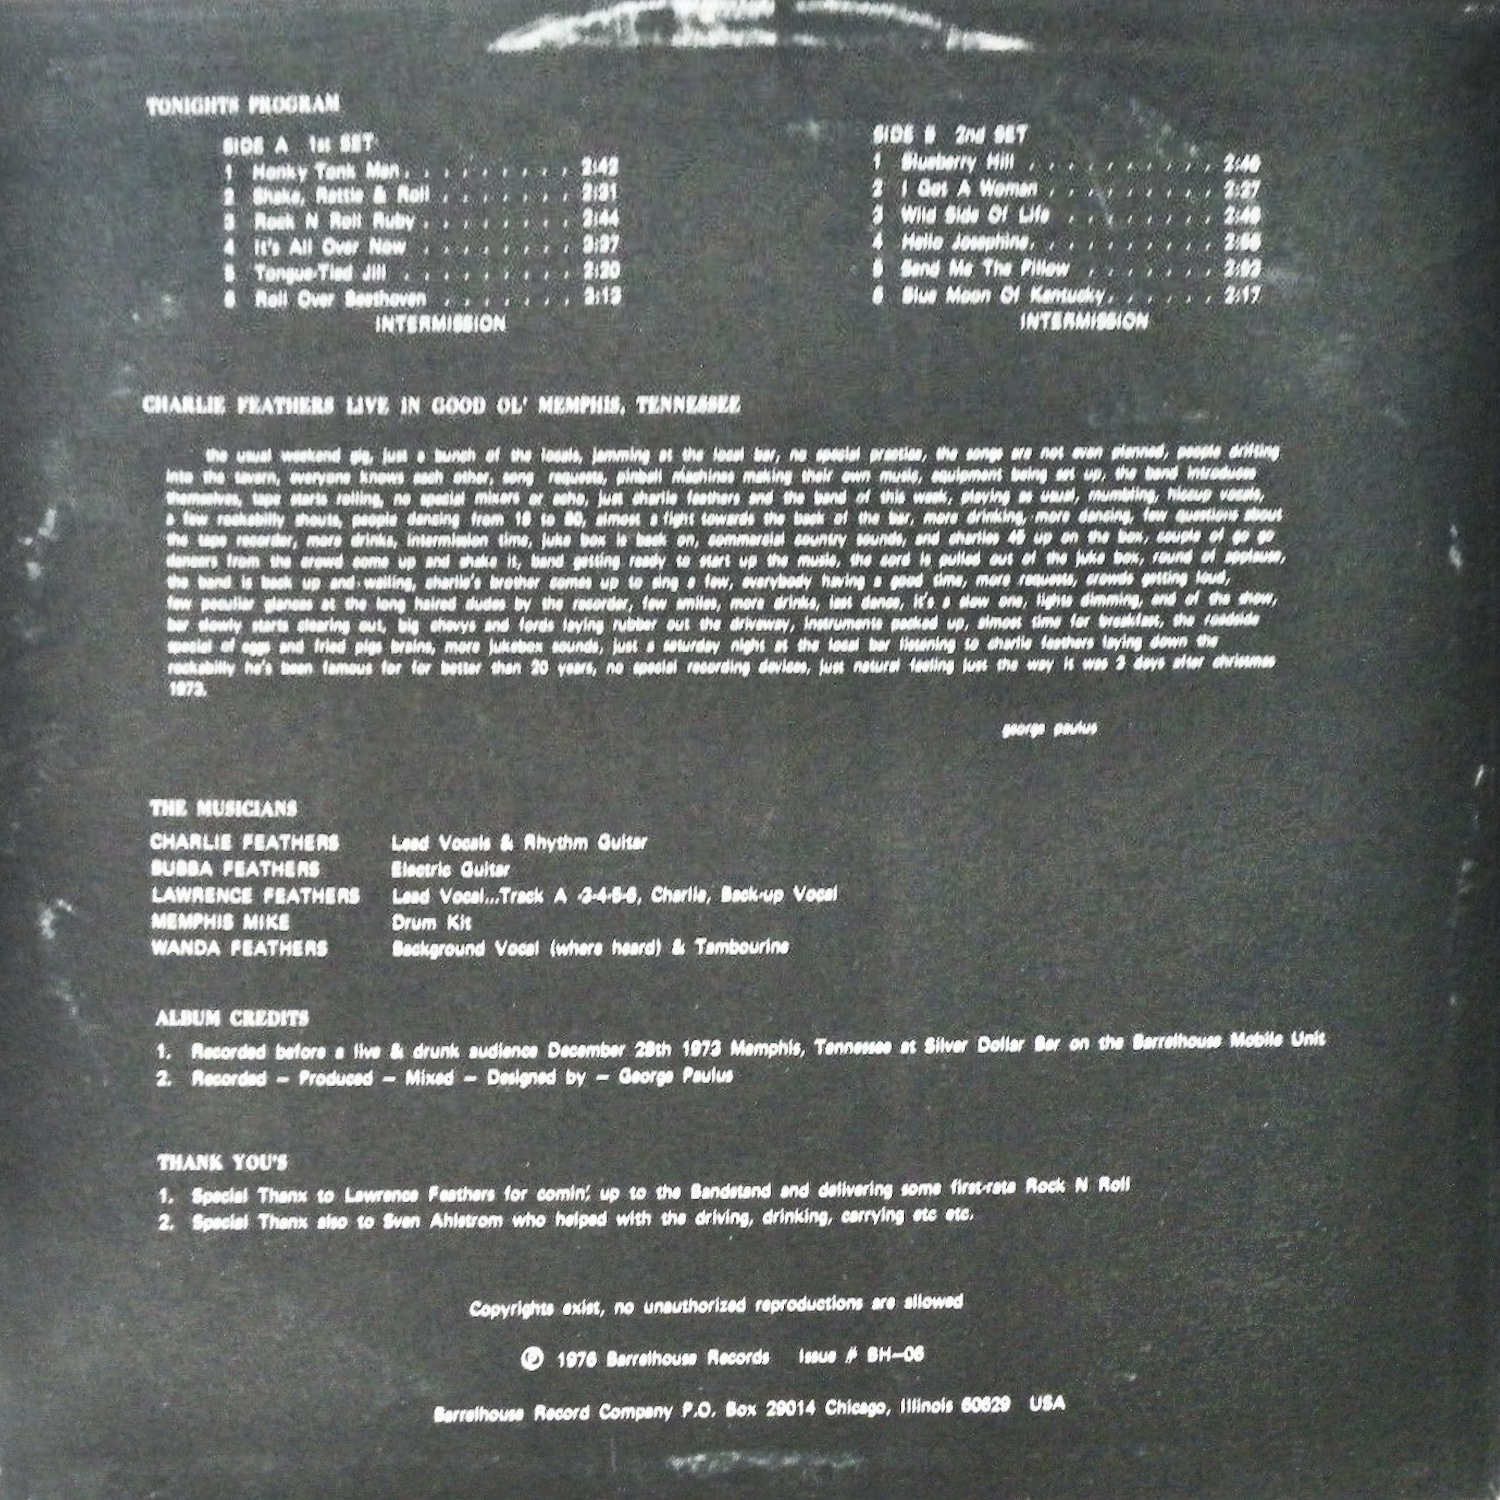 TONIGHTS PROGRAM
SIDE A 1st SET
1 Honky Tonk Man. . . . . . . . . . 2:42
2 Shake, Rattle & Roll . . . . . . . . 2:31
3 Rock N Roll Ruby . . . . . . . . . 2:44
4 It's All Over Now . . . . . . . . . 3:37
5 Tongue-Tied Jill . . . . . . . . . . 2:20
6 Roll Over Beethoven . . . . . . . 3:13
INTERMISSION
SIDE B 2nd SET
1 Blueberry Hill . . . . . . . . . . . 2:46
2 I Got A Woman . . . . . . . . . . 2:27
3 Wild Side Of Life . . . . . . . . . 2:48
4 Hello Josephine. . . . . . . . . . . 2:56
5 Send Me The Pillow . . . . . . . . 2:03
6 Blue Moon Of Kentucky. . . . . . . 2:17
INTERMISSION
CHARLIE FEATHERS LIVE IN GOOD OL' MEMPHIS, TENNESSEE
the usual weekend gig, just a bunch of the locals, jamming at the local bar, no special practice, the songs are not even planned, people drifting
into the tavern, everyone knows each other, song requests, pinball machines making their own music, equipment being set up, the band introduces
themselves, tape starts rolling, no special mixers or echo, just charlie feathers and the band of this week, playing as usual, mumbling, hiccup vocals,
a few rockabilly shouts, people dancing from 18 to 80, almost a fight towards the back of the bar, more drinking, more dancing, few questions about
the tape recorder, more drinks, intermission time, juke box is back on, commercial country sounds, and charlies 45 up on the box, couple of go go
dancers from the crowd come up and shake it, band getting ready to start up the music, the cord is pulled out of the juke box, round of applause,
the band is back up and wailing, charlie's brother comes up to sing a few, everybody having a good time, more requests, crowds getting loud,
few peculiar glances at the long haired dudes by the recorder, few smiles, more drinks, last dance, it's a slow one, lights dimming, end of the show,
bar slowly starts clearing out, big chevys and fords laying rubber out the driveway, instruments packed up, almost time for breakfast, the roadside
special of eggs and fried pigs brains, more jukebox sounds, just a saturday night at the local bar listening to charlie feathers laying down the
rockabilly he's been famous for for better than 20 years, no special recording devices, just natural feeling just the way it was 3 days after christmas
1973.
george paulus
THE MUSICIANS
CHARLIE FEATHERS Lead Vocals & Rhythm Guitar
BUBBA FEATHERS Electric Guitar
LAWRENCE FEATHERS Lead Vocal...Track A -3-4-5-6, Charlie, Back-up Vocal
MEMPHIS MIKE Drum Kit
WANDA FEATHERS Background Vocal (where heard) & Tambourine
ALBUM CREDITS
1. Recorded before a live & drunk audience December 28th 1973 Memphis, Tennessee at Silver Dollar Bar on the Barrelhouse Mobile Unit
2. Recorded – Produced – Mixed – Designed by – George Paulus
THANK YOU'S
1. Special Thanx to Lawrence Feathers for comin' up to the Bandstand and delivering some first-rate Rock N Roll
2. Special Thanx also to Sven Ahlstrom who helped with the driving, drinking, carrying etc etc.
Copyrights exist, no unauthorized reproductions are allowed
Ⓟ 1976 Barrelhouse Records Issue # BH–06
Barrelhouse Record Company P.O. Box 29014 Chicago, Illinois 60629 USA